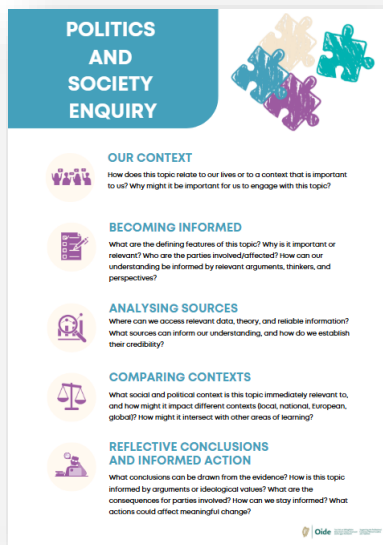 POLITICS
AND
SOCIETY
ENQUIRY
OUR CONTEXT
How does this topic relate to our lives or to a context that is important
to us? Why might it be important for us to engage with this topic?
BECOMING INFORMED
What are the defining features of this topic? Why is it important or
relevant? Who are the parties involved/affected? How can our
understanding be informed by relevant arguments, thinkers, and
perspectives?
ANALYSING SOURCES
Where can we access relevant data, theory, and reliable information?
What sources can inform our understanding, and how do we establish
their credibility?
COMPARING CONTEXTS
What social and political context is this topic immediately relevant to,
and how might it impact different contexts (local, national, European,
global)? How might it intersect with other areas of learning?
REFLECTIVE CONCLUSIONS
AND INFORMED ACTION
What conclusions can be drawn from the evidence? How is this topic
informed by arguments or ideological values? What are the
consequences for parties involved? How can we stay informed? What
actions could affect meaningful change?
Oide